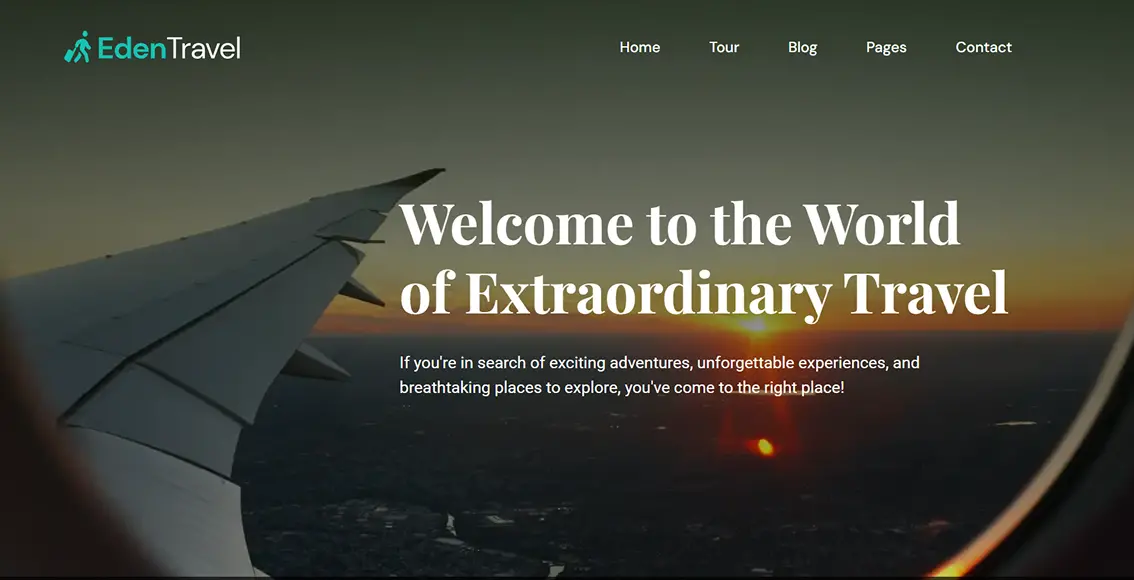 EdenTravel
Home Tour Blog Pages Contact
Welcome to the World
of Extraordinary Travel
If you're in search of exciting adventures, unforgettable experiences, and
breathtaking places to explore, you've come to the right place!